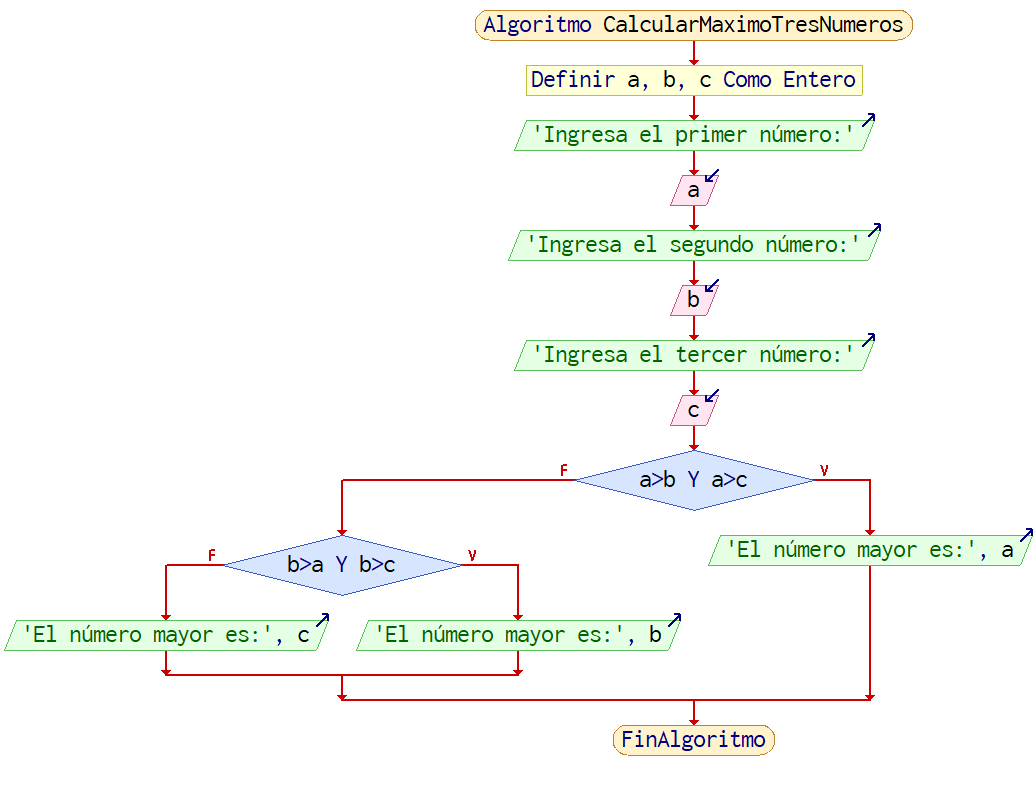 Algoritmo CalcularMaximoTresNumeros
Definir a, b, c Como Entero
'Ingresa el primer número:'
a
'Ingresa el segundo número:'
b
'Ingresa el tercer número:'
c
F
a>b Y a>c
V
'El número mayor es:', a
F
b>a Y b>c
V
'El número mayor es:', c
'El número mayor es:', b
FinAlgoritmo